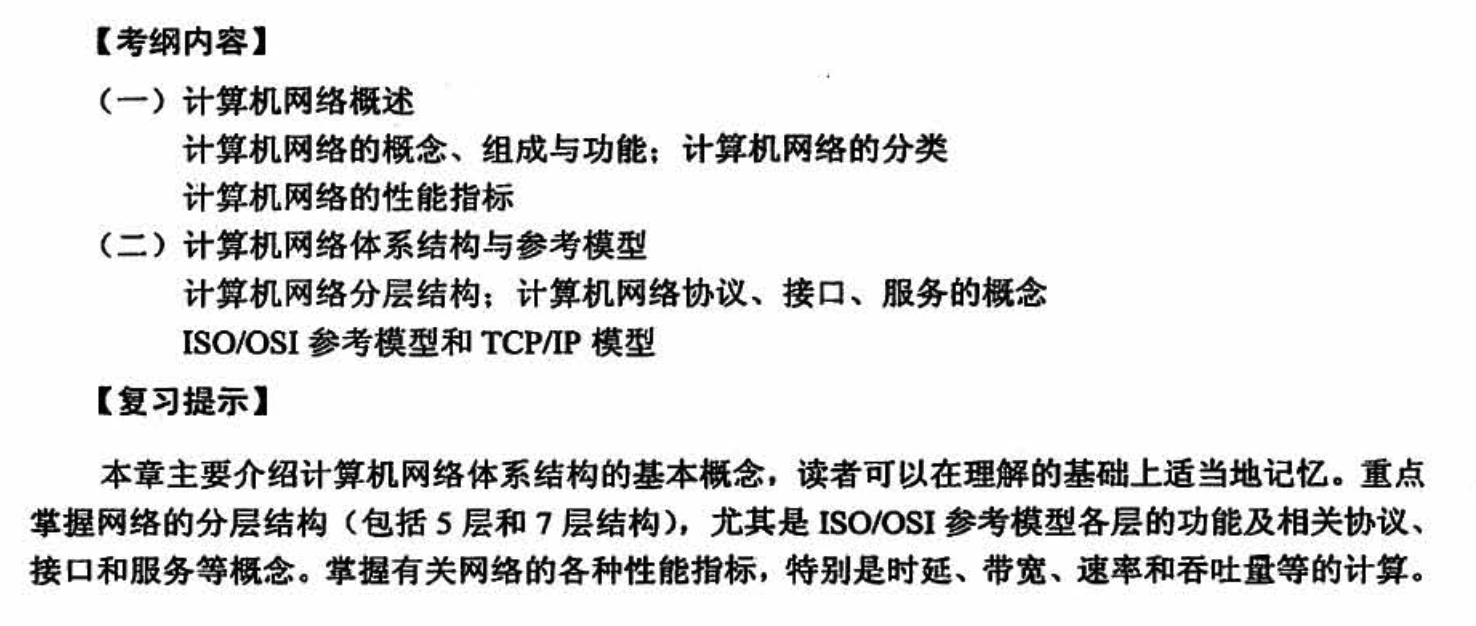 【考纲内容】
（一）计算机网络概述
计算机网络的概念、组成与功能；计算机网络的分类
计算机网络的性能指标
（二）计算机网络体系结构与参考模型
计算机网络分层结构；计算机网络协议、接口、服务的概念
ISO/OSI 参考模型和 TCP/IP 模型
【复习提示】
本章主要介绍计算机网络体系结构的基本概念，读者可以在理解的基础上适当地记忆。重点
掌握网络的分层结构（包括 5 层和 7 层结构），尤其是 ISO/OSI 参考模型各层的功能及相关协议、
接口和服务等概念。掌握有关网络的各种性能指标，特别是时延、带宽、速率和吞吐量等的计算。